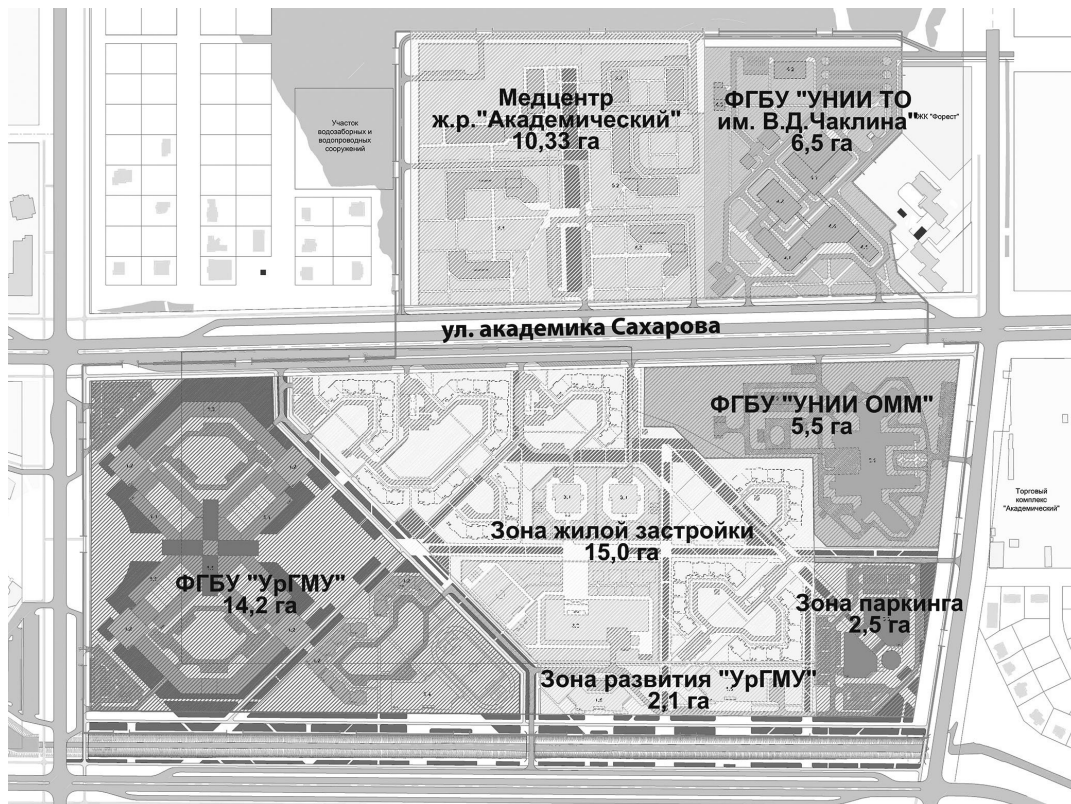 Медцентр
ж.р."Академический"
10,33 га
ФГБУ "УНИИ ТО
им. В.Д.Чаклина"
6,5 га
ЖК "Форест"
Участок
водозаборных и
водопроводных
сооружений
ул. академика Сахарова
ФГБУ "УНИИ ОММ"
5,5 га
Торговый
комплекс
"Академический"
Зона жилой застройки
15,0 га
ФГБУ "УрГМУ"
14,2 га
Зона паркинга
2,5 га
Зона развития "УрГМУ"
2,1 га